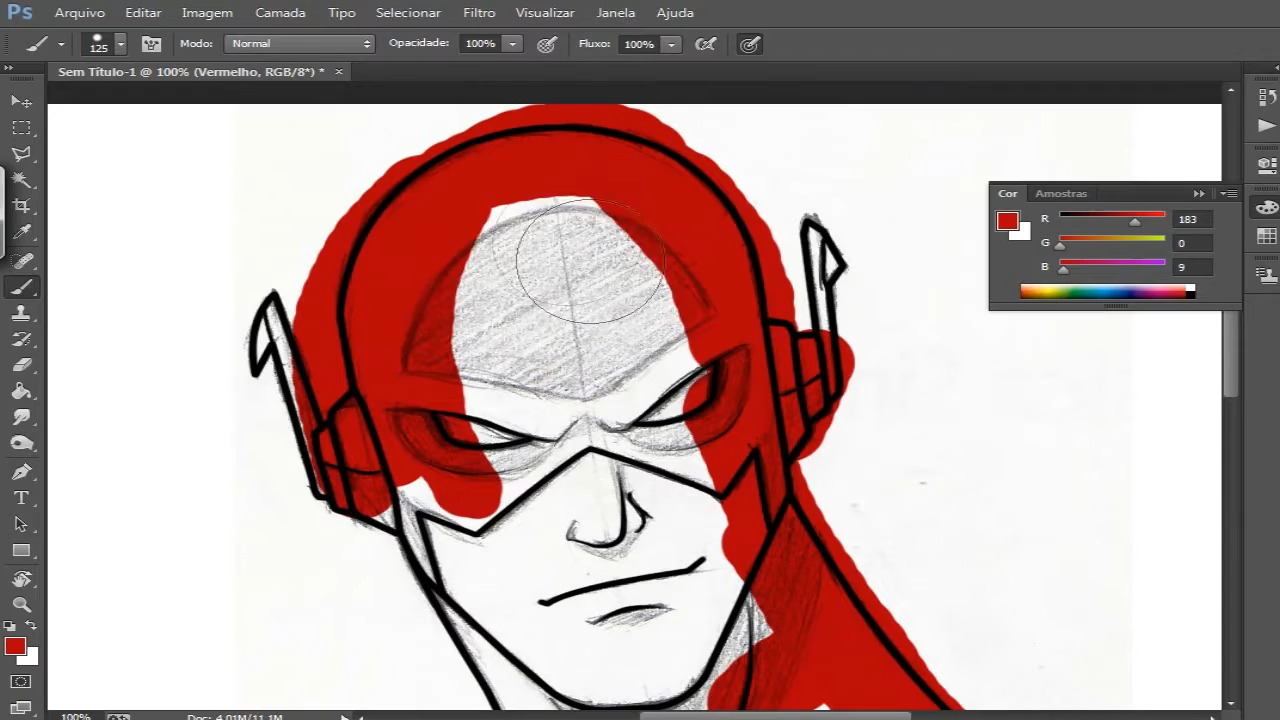 Ps Arquivo Editar Imagem Camada Tipo Selecionar Filtro Visualizar Janela Ajuda
125 Modo: Normal Opacidade: 100% Fluxo: 100%
Sem Título-1 @ 100% (Vermelho, RGB/8*) * ×
Cor Amostras
R 183
G 0
B 9
100% Doc: 4,01M/11,1M